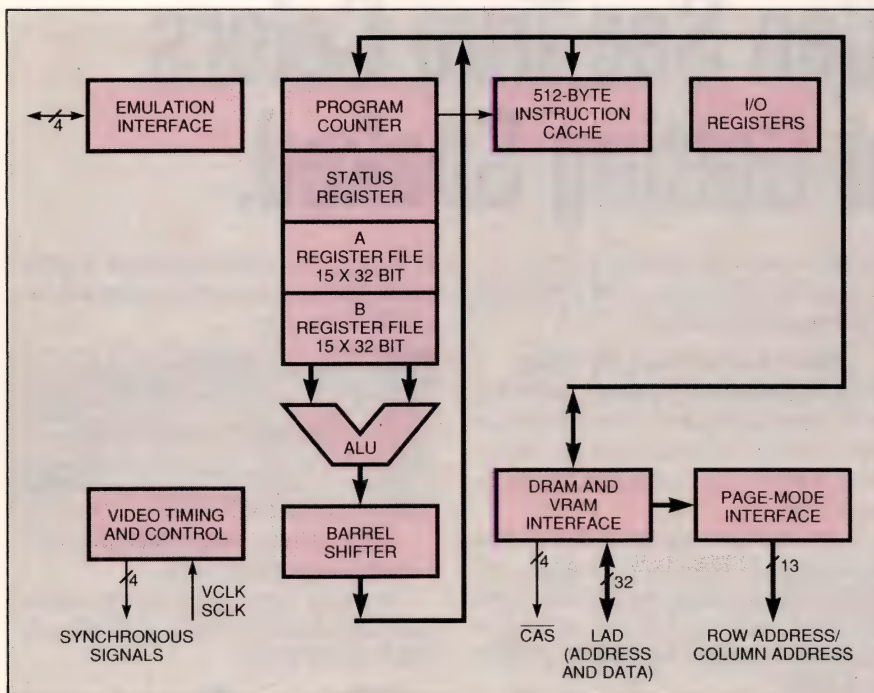 EMULATION
INTERFACE
4
PROGRAM
COUNTER
STATUS
REGISTER
A
REGISTER FILE
15 X 32 BIT
B
REGISTER FILE
15 X 32 BIT
ALU
BARREL
SHIFTER
512-BYTE
INSTRUCTION
CACHE
I/O
REGISTERS
VIDEO TIMING
AND CONTROL
4
VCLK
SCLK
SYNCHRONOUS
SIGNALS
DRAM AND
VRAM
INTERFACE
PAGE-MODE
INTERFACE
4
32
13
CAS
LAD
(ADDRESS
AND DATA)
ROW ADDRESS/
COLUMN ADDRESS